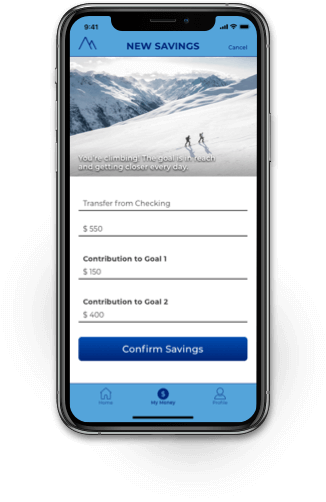 9:41
NEW SAVINGS
Cancel
You're climbing! The goal is in reach
and getting closer every day.
Transfer from Checking
$ 550
Contribution to Goal 1
$ 150
Contribution to Goal 2
$ 400
Confirm Savings
$
Home
My Money
Profile